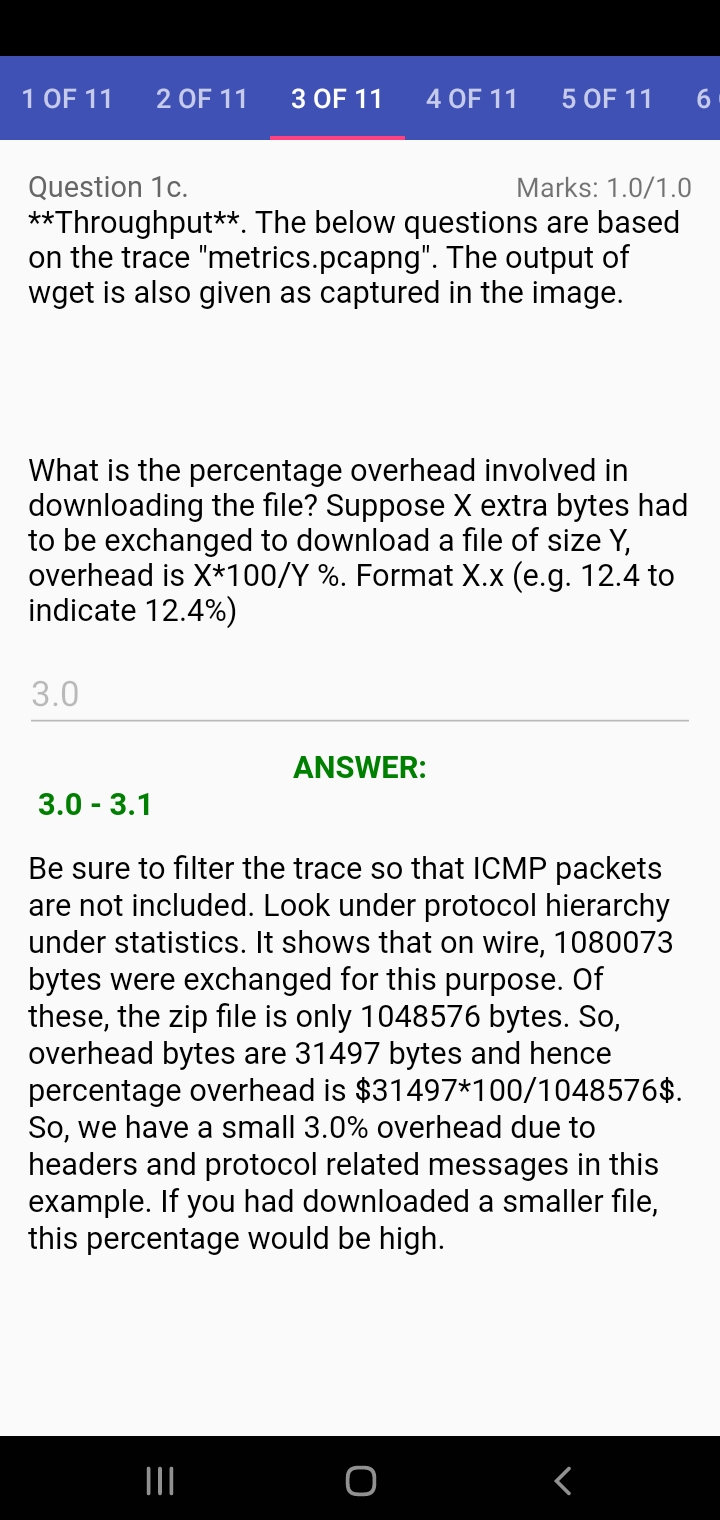 1 OF 11 2 OF 11 3 OF 11 4 OF 11 5 OF 11 6
Question 1c. Marks: 1.0/1.0
**Throughput**. The below questions are based
on the trace "metrics.pcapng". The output of
wget is also given as captured in the image.
What is the percentage overhead involved in
downloading the file? Suppose X extra bytes had
to be exchanged to download a file of size Y,
overhead is X*100/Y %. Format X.x (e.g. 12.4 to
indicate 12.4%)
3.0
ANSWER:
3.0 - 3.1
Be sure to filter the trace so that ICMP packets
are not included. Look under protocol hierarchy
under statistics. It shows that on wire, 1080073
bytes were exchanged for this purpose. Of
these, the zip file is only 1048576 bytes. So,
overhead bytes are 31497 bytes and hence
percentage overhead is $31497*100/1048576$.
So, we have a small 3.0% overhead due to
headers and protocol related messages in this
example. If you had downloaded a smaller file,
this percentage would be high.